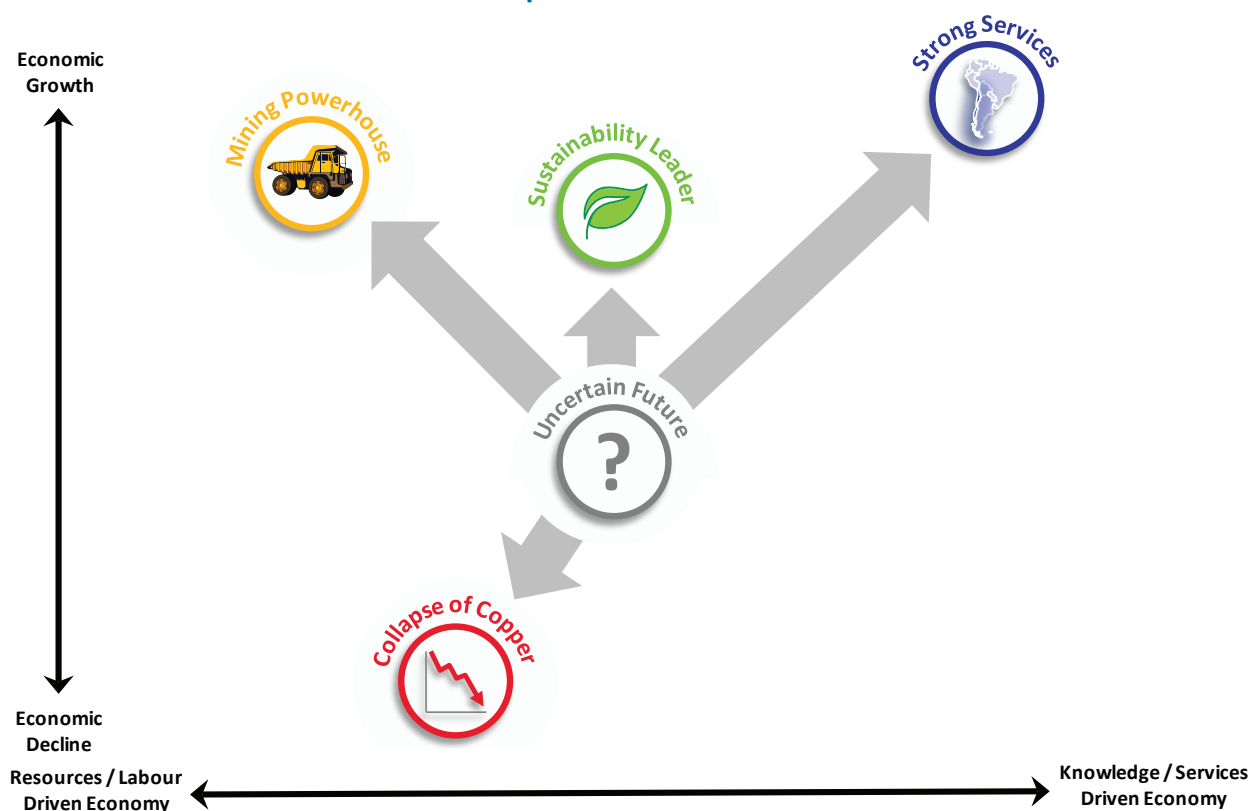 Economic
Growth
Mining Powerhouse
Sustainability Leader
Strong Services
Uncertain Future
?
Collapse of Copper
Economic
Decline
Resources / Labour
Driven Economy
Knowledge / Services
Driven Economy